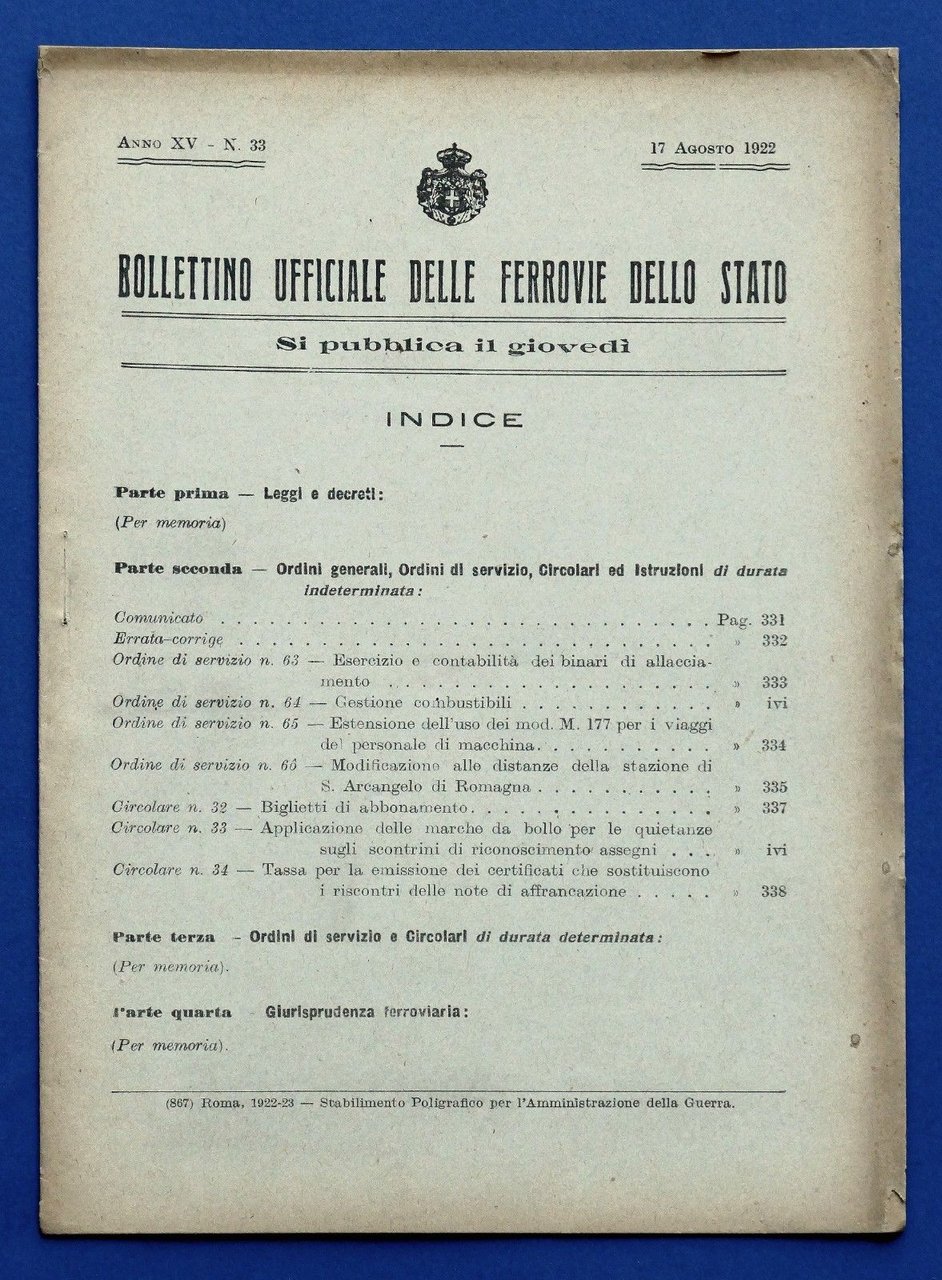 ANNO XV - N. 33
17 AGOSTO 1922
BOLLETTINO UFFICIALE DELLE FERROVIE DELLO STATO
Si pubblica il giovedì
INDICE
Parte prima — Leggi e decreti:
(Per memoria)
Parte seconda — Ordini generali, Ordini di servizio, Circolari ed Istruzioni di durata
indeterminata:
Comunicato . . . . . . . . . . . . . . . . . . . . . . . . . . . . . . Pag. 331
Errata-corrige . . . . . . . . . . . . . . . . . . . . . . . . . . . . . » 332
Ordine di servizio n. 63 — Esercizio e contabilità dei binari di allaccia-
mento . . . . . . . . . . . . . . . . . . . . . » 333
Ordine di servizio n. 64 — Gestione combustibili . . . . . . . . . . . . » ivi
Ordine di servizio n. 65 — Estensione dell'uso dei mod. M. 177 per i viaggi
del personale di macchina. . . . . . . . . . . » 334
Ordine di servizio n. 66 — Modificazione alle distanze della stazione di
S. Arcangelo di Romagna . . . . . . . . . . . » 335
Circolare n. 32 — Biglietti di abbonamento. . . . . . . . . . . . . . . » 337
Circolare n. 33 — Applicazione delle marche da bollo per le quietanze
sugli scontrini di riconoscimento assegni . . . . » ivi
Circolare n. 34 — Tassa per la emissione dei certificati che sostituiscono
i riscontri delle note di affrancazione . . . . . » 338
Parte terza – Ordini di servizio e Circolari di durata determinata:
(Per memoria).
Parte quarta - Giurisprudenza ferroviaria:
(Per memoria).
(867) Roma, 1922-23 — Stabilimento Poligrafico per l'Amministrazione della Guerra.